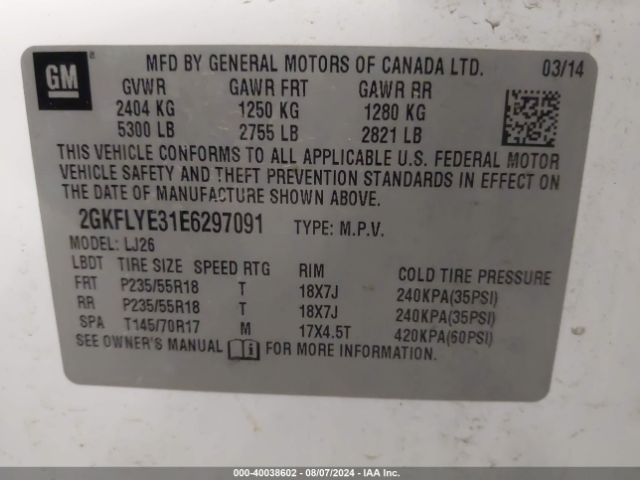 GM
MFD BY GENERAL MOTORS OF CANADA LTD. 03/14
GVWR GAWR FRT GAWR RR
2404 KG 1250 KG 1280 KG
5300 LB 2755 LB 2821 LB
THIS VEHICLE CONFORMS TO ALL APPLICABLE U.S. FEDERAL MOTOR
VEHICLE SAFETY AND THEFT PREVENTION STANDARDS IN EFFECT ON
THE DATE OF MANUFACTURE SHOWN ABOVE.
2GKFLYE31E6297091 TYPE: M.P.V.
MODEL: LJ26
LBDT TIRE SIZE SPEED RTG RIM COLD TIRE PRESSURE
FRT P235/55R18 T 18X7J 240KPA(35PSI)
RR P235/55R18 T 18X7J 240KPA(35PSI)
SPA T145/70R17 M 17X4.5T 420KPA(60PSI)
SEE OWNER'S MANUAL FOR MORE INFORMATION.
000-40038602 - 08/07/2024 - IAA Inc.